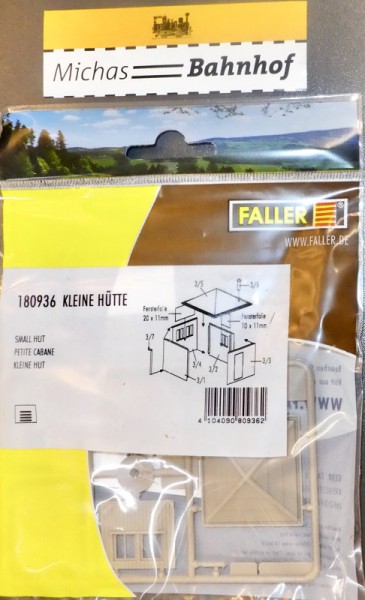 Michas Bahnhof
FALLER ®
WWW.FALLER.DE
180936 KLEINE HÜTTE
SMALL HUT
PETITE CABANE
KLEINE HUT
Fensterfolie
20 x 11mm
Fensterfolie
10 x 11mm
3/5
3/6
3/7
3/4
3/1
3/2
3/3
4 104090 809362
WWW